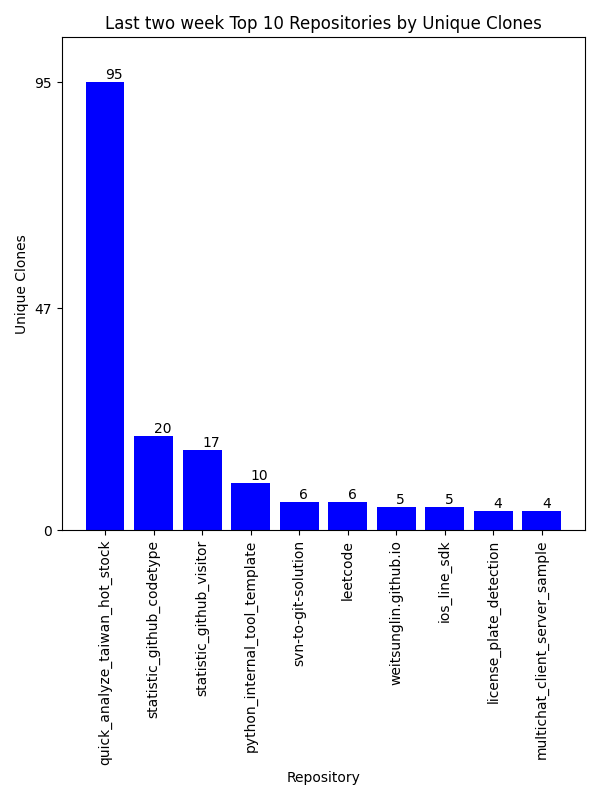 Last two week Top 10 Repositories by Unique Clones
95
47
0
Unique Clones
95
20
17
10
6
6
5
5
4
4
quick_analyze_taiwan_hot_stock
statistic_github_codetype
statistic_github_visitor
python_internal_tool_template
svn-to-git-solution
leetcode
weitsunglin.github.io
ios_line_sdk
license_plate_detection
multichat_client_server_sample
Repository